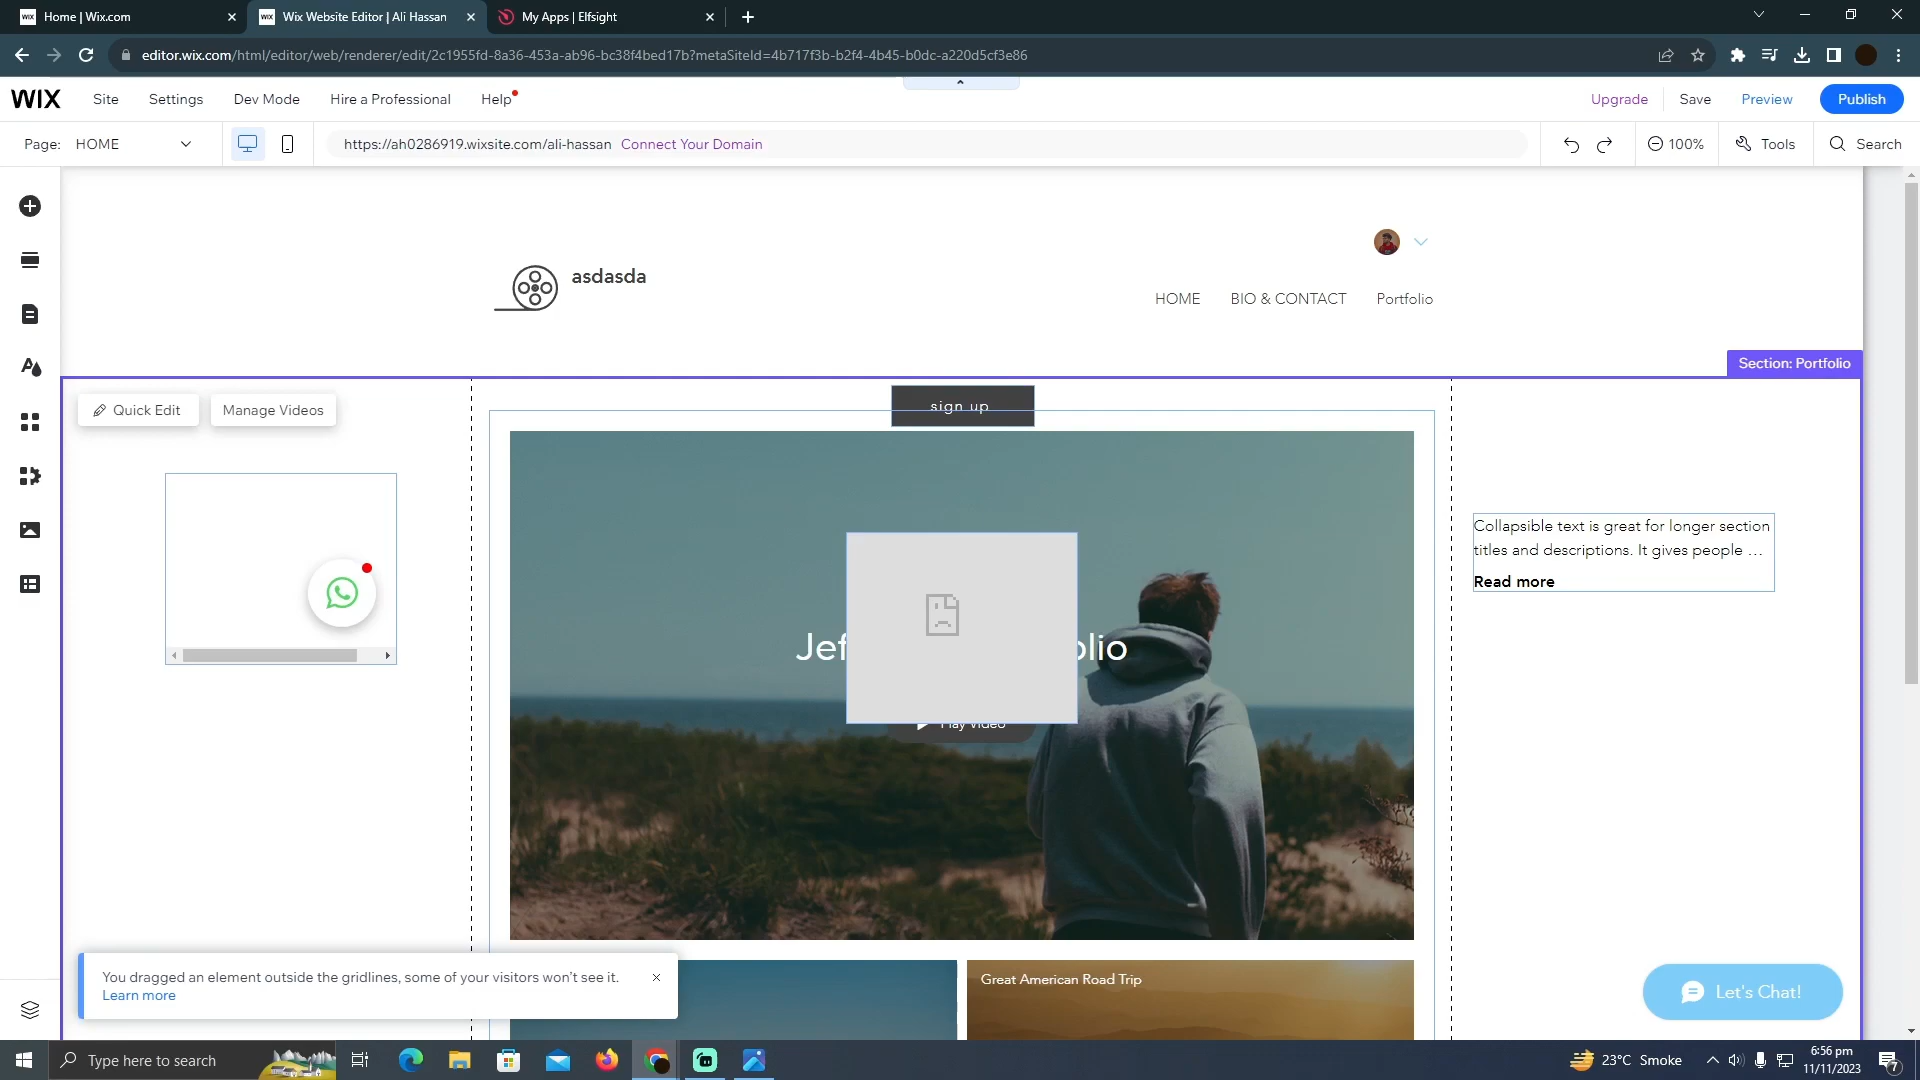 Home | Wix.com
Wix Website Editor | Ali Hassan
My Apps | Elfsight
editor.wix.com/html/editor/web/renderer/edit/2c1955fd-8a36-453a-ab96-bc38f4bed17b?metaSiteId=4b717f3b-b2f4-4b45-b0dc-a220d5cf3e86
WIX
Site
Settings
Dev Mode
Hire a Professional
Help
Upgrade
Save
Preview
Publish
Page: HOME
https://ah0286919.wixsite.com/ali-hassan
Connect Your Domain
100%
Tools
Search
asdasda
HOME
BIO & CONTACT
Portfolio
Section: Portfolio
Quick Edit
Manage Videos
sign up
Collapsible text is great for longer section
titles and descriptions. It gives people ...
Read more
Jef
olio
Play Video
You dragged an element outside the gridlines, some of your visitors won't see it.
Learn more
Great American Road Trip
Let's Chat!
Type here to search
23°C Smoke
6:56 pm
11/11/2023
7